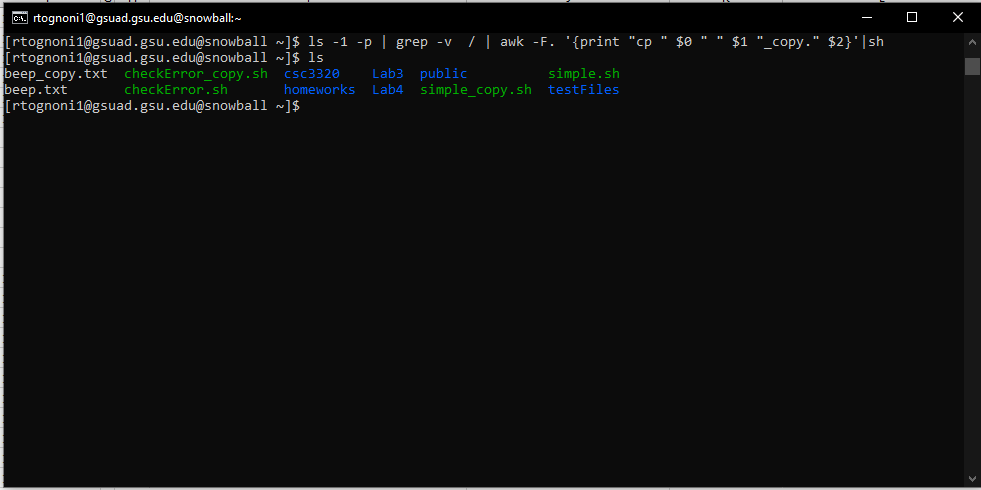 rtognoni1@gsuad.gsu.edu@snowball:~
[rtognoni1@gsuad.gsu.edu@snowball ~]$ ls -1 -p | grep -v  / | awk -F. '{print "cp " $0 " " $1 "_copy." $2}'|sh
[rtognoni1@gsuad.gsu.edu@snowball ~]$ ls
beep_copy.txt  checkError_copy.sh  csc3320    Lab3  public          simple.sh
beep.txt       checkError.sh       homeworks  Lab4  simple_copy.sh  testFiles
[rtognoni1@gsuad.gsu.edu@snowball ~]$